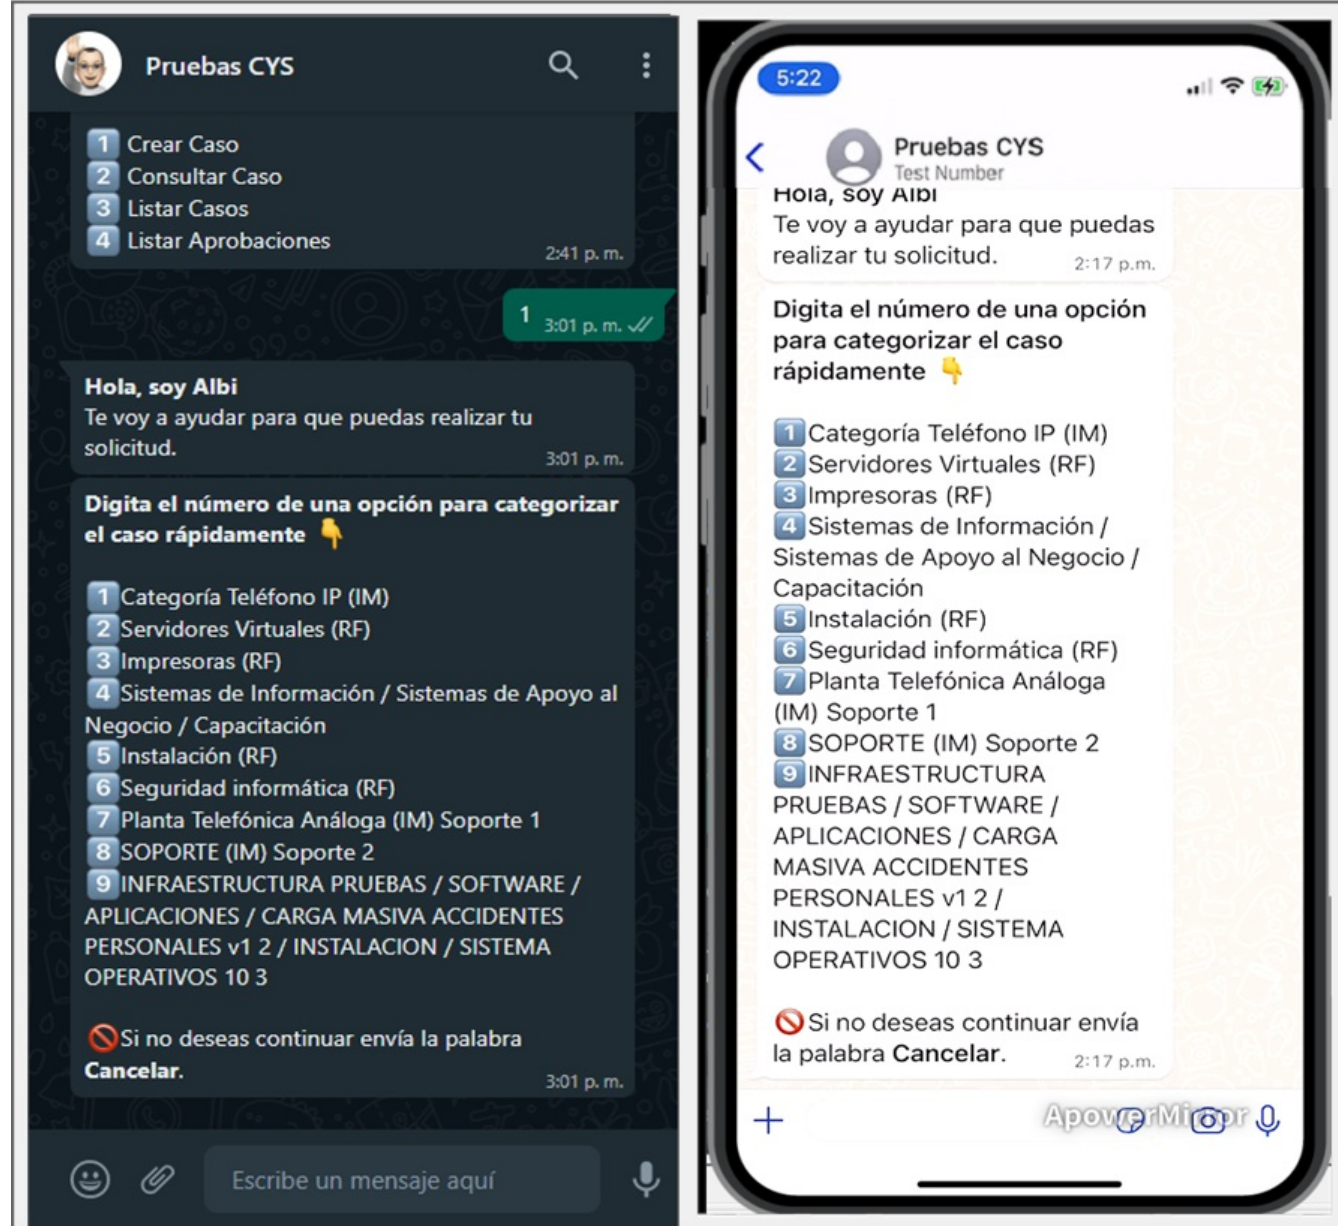 Pruebas CYS
1 Crear Caso
2 Consultar Caso
3 Listar Casos
4 Listar Aprobaciones
2:41 p. m.
1
3:01 p. m.
Hola, soy Albi
Te voy a ayudar para que puedas realizar tu
solicitud.
3:01 p. m.
Digita el número de una opción para categorizar
el caso rápidamente 👇
1 Categoría Teléfono IP (IM)
2 Servidores Virtuales (RF)
3 Impresoras (RF)
4 Sistemas de Información / Sistemas de Apoyo al
Negocio / Capacitación
5 Instalación (RF)
6 Seguridad informática (RF)
7 Planta Telefónica Análoga (IM) Soporte 1
8 SOPORTE (IM) Soporte 2
9 INFRAESTRUCTURA PRUEBAS / SOFTWARE /
APLICACIONES / CARGA MASIVA ACCIDENTES
PERSONALES v1 2 / INSTALACION / SISTEMA
OPERATIVOS 10 3
🚫Si no deseas continuar envía la palabra
Cancelar.
3:01 p. m.
Escribe un mensaje aquí
5:22
Pruebas CYS
Test Number
Hola, soy Albi
Te voy a ayudar para que puedas
realizar tu solicitud.
2:17 p.m.
Digita el número de una opción
para categorizar el caso
rápidamente 👇
1 Categoría Teléfono IP (IM)
2 Servidores Virtuales (RF)
3 Impresoras (RF)
4 Sistemas de Información /
Sistemas de Apoyo al Negocio /
Capacitación
5 Instalación (RF)
6 Seguridad informática (RF)
7 Planta Telefónica Análoga
(IM) Soporte 1
8 SOPORTE (IM) Soporte 2
9 INFRAESTRUCTURA
PRUEBAS / SOFTWARE /
APLICACIONES / CARGA
MASIVA ACCIDENTES
PERSONALES v1 2 /
INSTALACION / SISTEMA
OPERATIVOS 10 3
🚫Si no deseas continuar envía
la palabra Cancelar.
2:17 p.m.
ApowerMirror